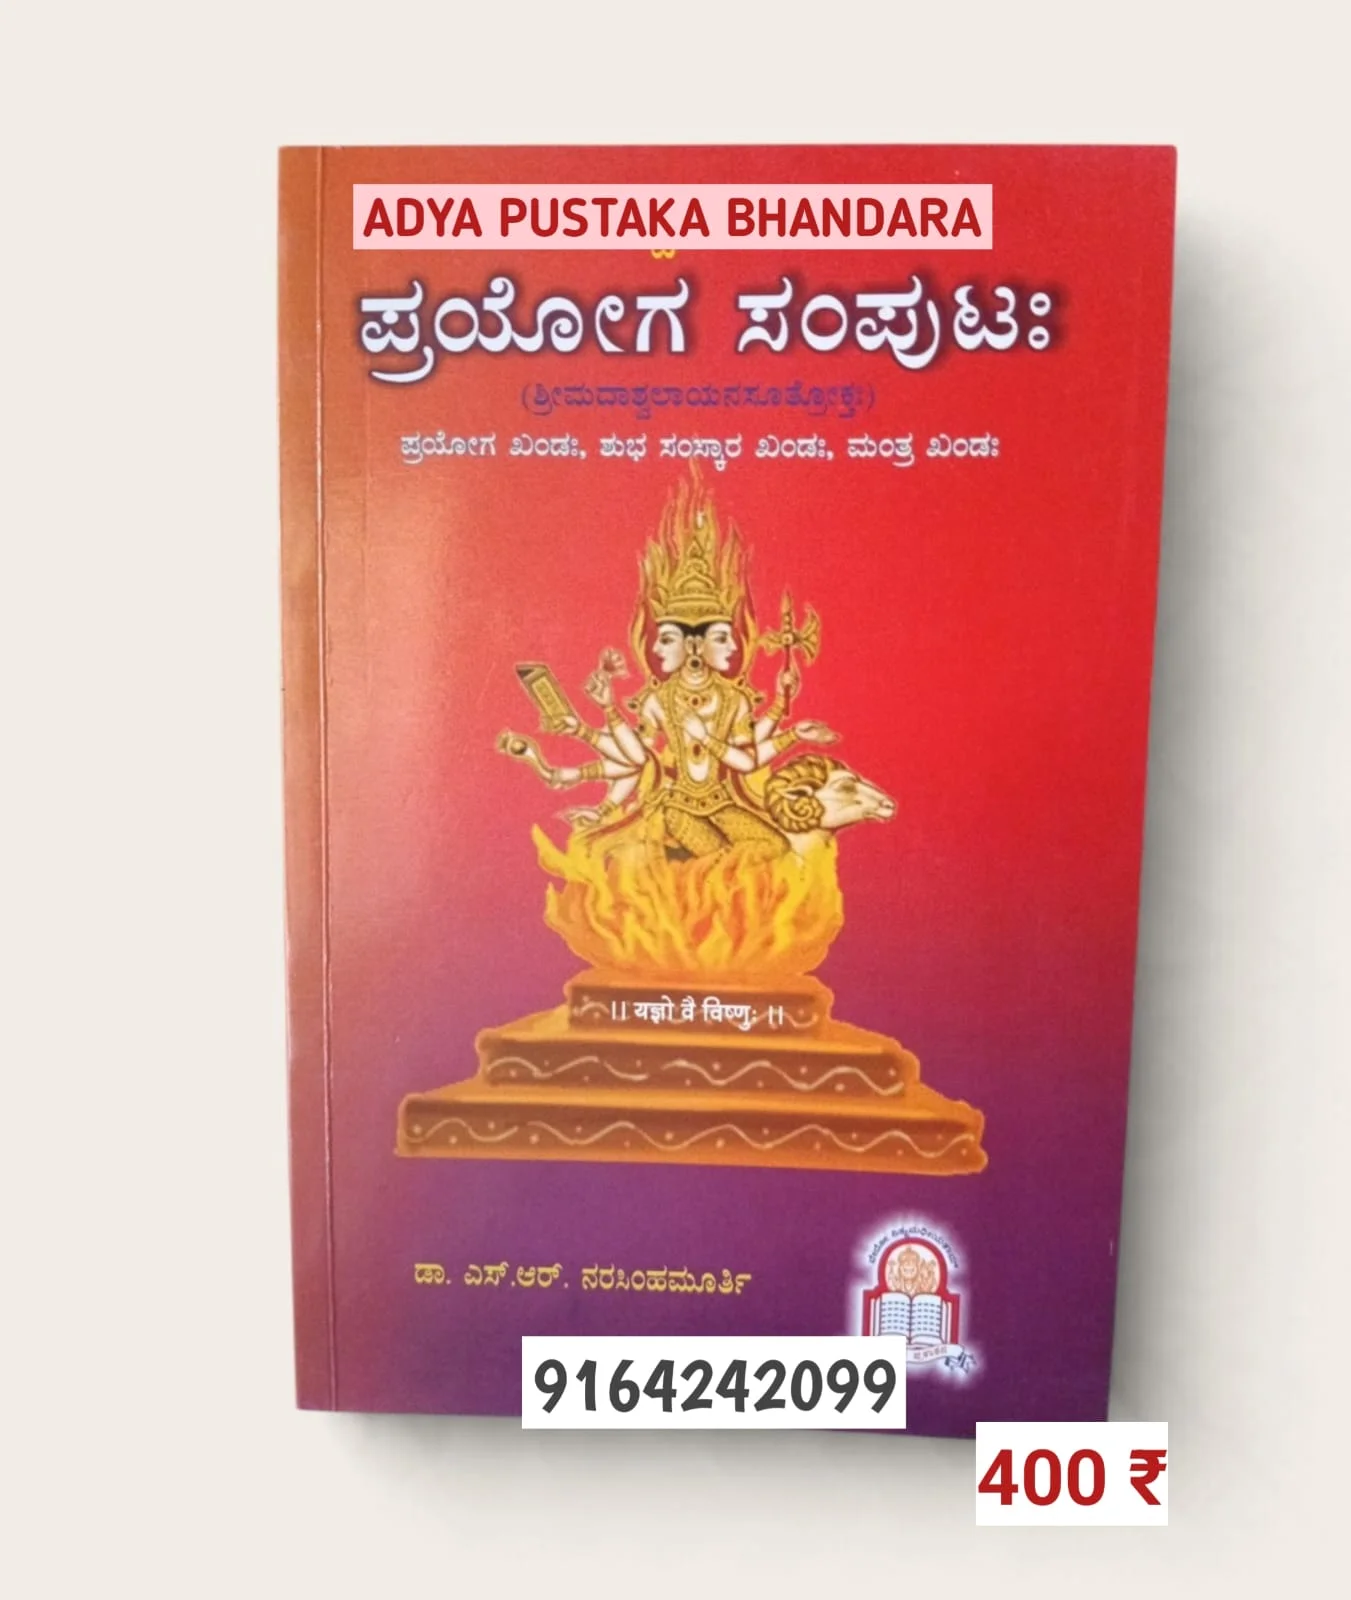 ADYA PUSTAKA BHANDARA
ಪ್ರಯೋಗ ಸಂಪುಟಃ
(ಶ್ರೀಮದಾಶ್ವಲಾಯನಸೂತ್ರೋಕ್ತಃ)
ಪ್ರಯೋಗ ಖಂಡಃ, ಶುಭ ಸಂಸ್ಕಾರ ಖಂಡಃ, ಮಂತ್ರ ಖಂಡಃ
।। यज्ञो वै विष्णुः ।।
ಡಾ. ಎಸ್.ಆರ್. ನರಸಿಂಹಮೂರ್ತಿ
9164242099
400 ₹